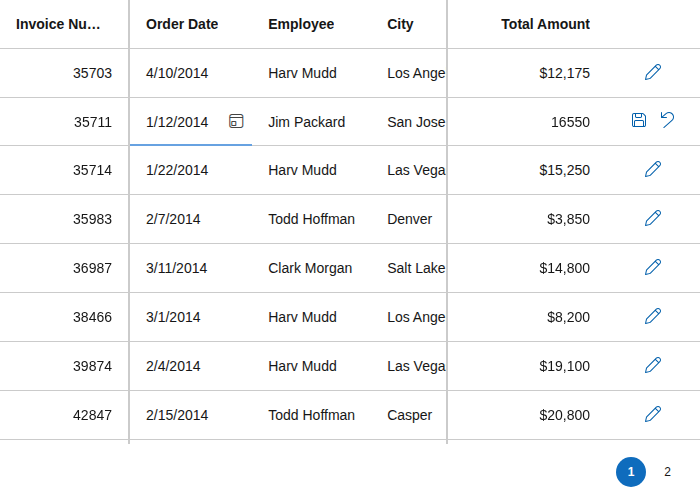 Invoice Nu… Order Date Employee City Total Amount
35703 4/10/2014 Harv Mudd Los Ange $12,175
35711 1/12/2014 Jim Packard San Jose 16550
35714 1/22/2014 Harv Mudd Las Vega $15,250
35983 2/7/2014 Todd Hoffman Denver $3,850
36987 3/11/2014 Clark Morgan Salt Lake $14,800
38466 3/1/2014 Harv Mudd Los Ange $8,200
39874 2/4/2014 Harv Mudd Las Vega $19,100
42847 2/15/2014 Todd Hoffman Casper $20,800
1 2